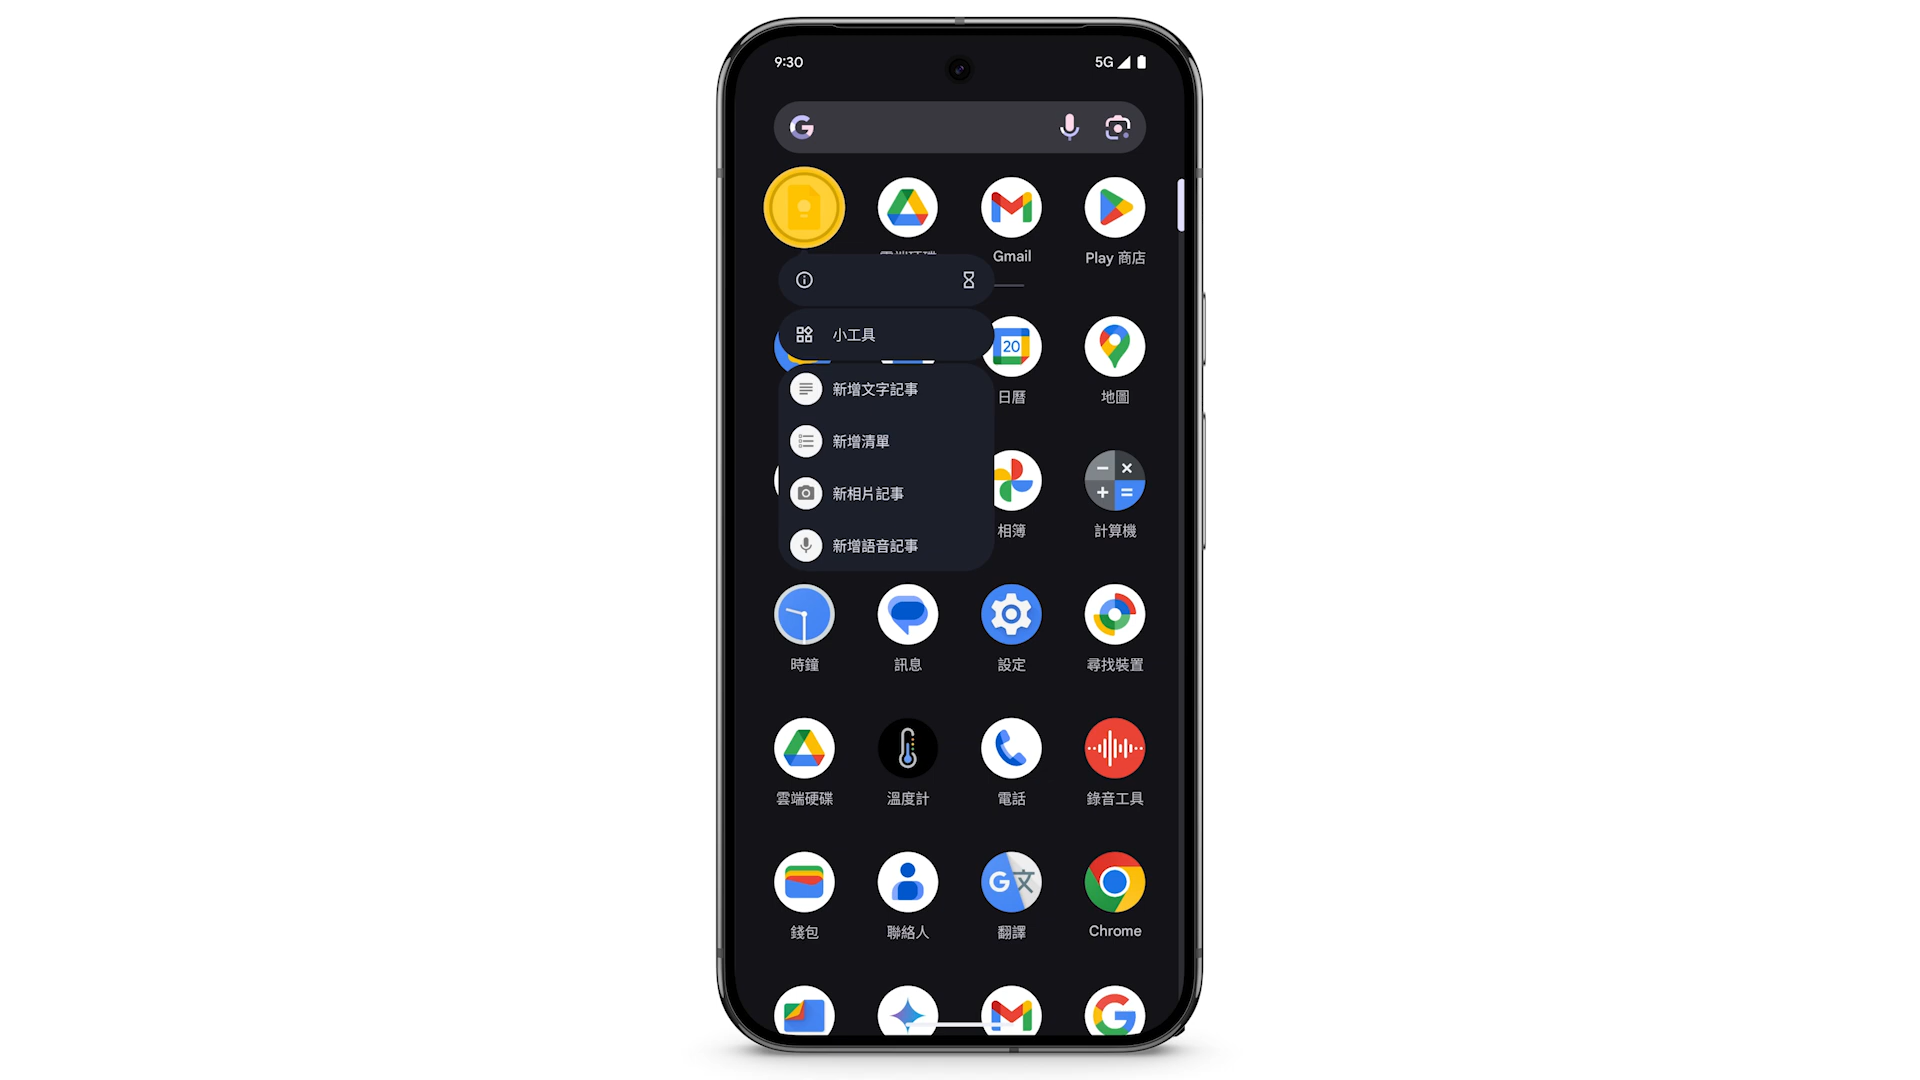 9:30
5G
Gmail
Play 商店
小工具
20
日曆
地圖
新增文字記事
新增清單
新相片記事
新增語音記事
相簿
計算機
時鐘
訊息
設定
尋找裝置
雲端硬碟
溫度計
電話
錄音工具
錢包
聯絡人
翻譯
Chrome